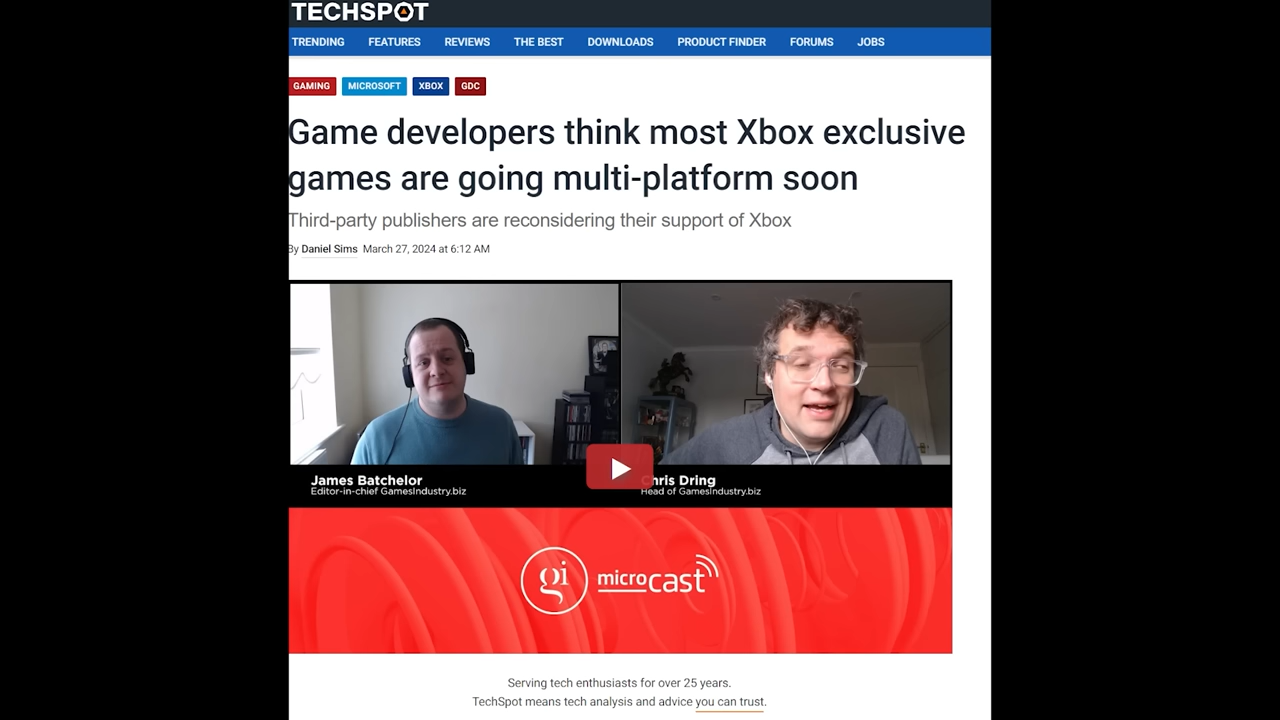 TECHSPOT
TRENDING FEATURES REVIEWS THE BEST DOWNLOADS PRODUCT FINDER FORUMS JOBS
GAMING MICROSOFT XBOX GDC
Game developers think most Xbox exclusive
games are going multi-platform soon
Third-party publishers are reconsidering their support of Xbox
By Daniel Sims March 27, 2024 at 6:12 AM
James Batchelor
Editor-in-chief GamesIndustry.biz
Chris Dring
Head of GamesIndustry.biz
gi microcast
Serving tech enthusiasts for over 25 years.
TechSpot means tech analysis and advice you can trust.